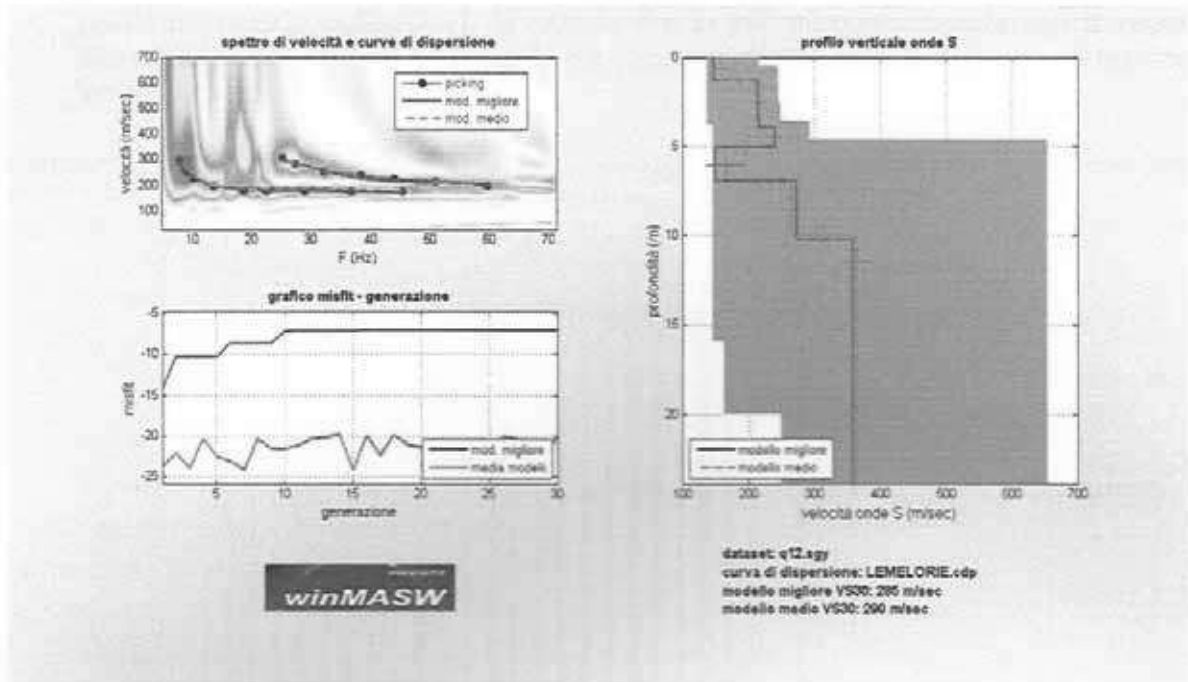 spettro di velocità e curve di dispersione
700
600
500
400
300
200
100
velocità (m/sec)
picking
mod. migliore
mod. medio
10
20
30
40
50
60
70
F (Hz)
grafico misfit - generazione
-5
-10
-15
-20
-25
misfit
mod. migliore
media modelli
5
10
15
20
25
30
generazione
winMASW
profilo verticale onde S
0
5
10
15
20
profondità (m)
modello migliore
modello medio
100
200
300
400
500
600
700
velocità onde S (m/sec)
dataset: q12.sgy
curva di dispersione: LEMELORIE.cdp
modello migliore VS30: 285 m/sec
modello medio VS30: 290 m/sec